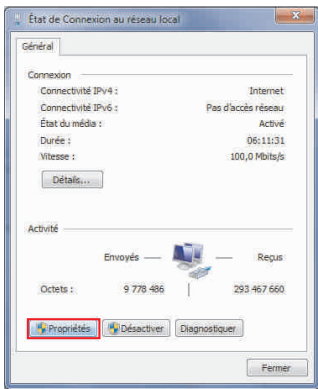 État de Connexion au réseau local
Général
Connexion
Connectivité IPv4 : Internet
Connectivité IPv6 : Pas d'accès réseau
État du média : Activé
Durée : 06:11:31
Vitesse : 100,0 Mbits/s
Détails...
Activité
Envoyés — — Reçus
Octets : 9 778 486 293 467 660
Propriétés Désactiver Diagnostiquer
Fermer